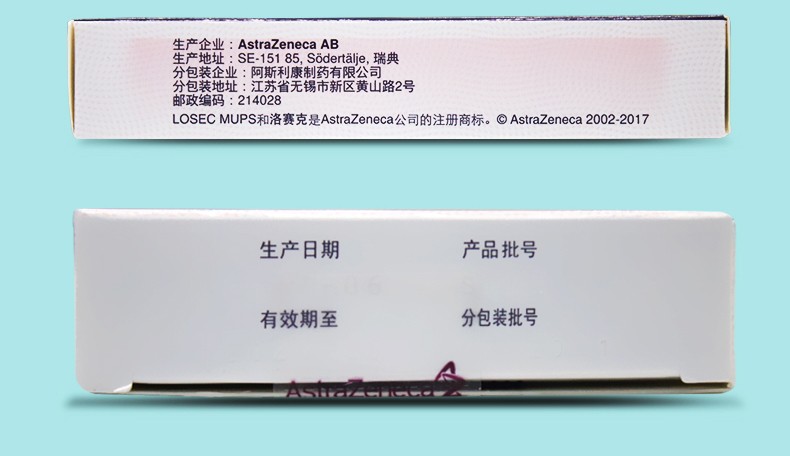 生产企业：AstraZeneca AB
生产地址：SE-151 85, Södertälje, 瑞典
分包装企业：阿斯利康制药有限公司
分包装地址：江苏省无锡市新区黄山路2号
邮政编码：214028
LOSEC MUPS和洛赛克是AstraZeneca公司的注册商标。© AstraZeneca 2002-2017
生产日期 产品批号
有效期至 分包装批号
AstraZeneca